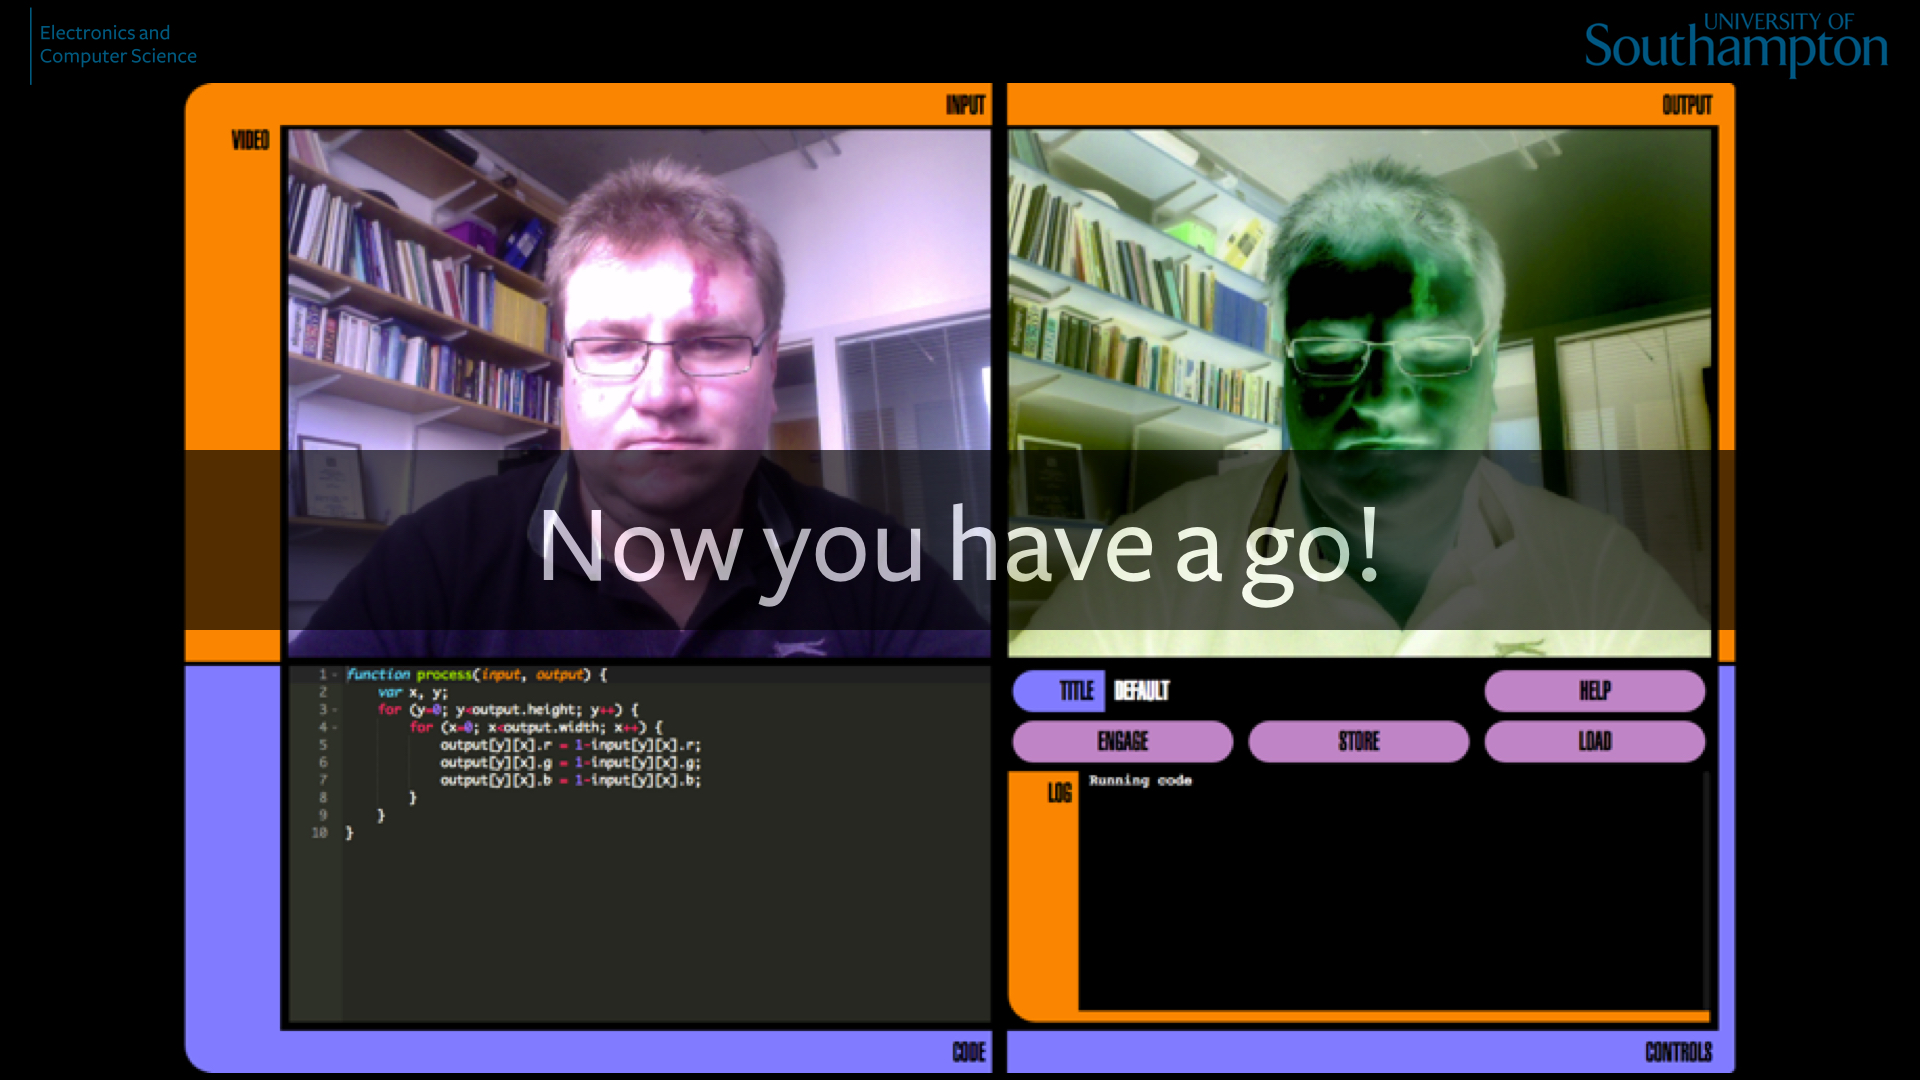 Electronics and
Computer Science
UNIVERSITY OF
Southampton
INPUT
OUTPUT
VIDEO
Now you have a go!
1 function process(input, output) {
2 var x, y;
3 for (y=0; y<output.height; y++) {
4 for (x=0; x<output.width; x++) {
5 output[y][x].r = 1-input[y][x].r;
6 output[y][x].g = 1-input[y][x].g;
7 output[y][x].b = 1-input[y][x].b;
8 }
9 }
10 }
TITLE DEFAULT
HELP
ENGAGE
STORE
LOAD
LOG
Running code
CODE
CONTROLS